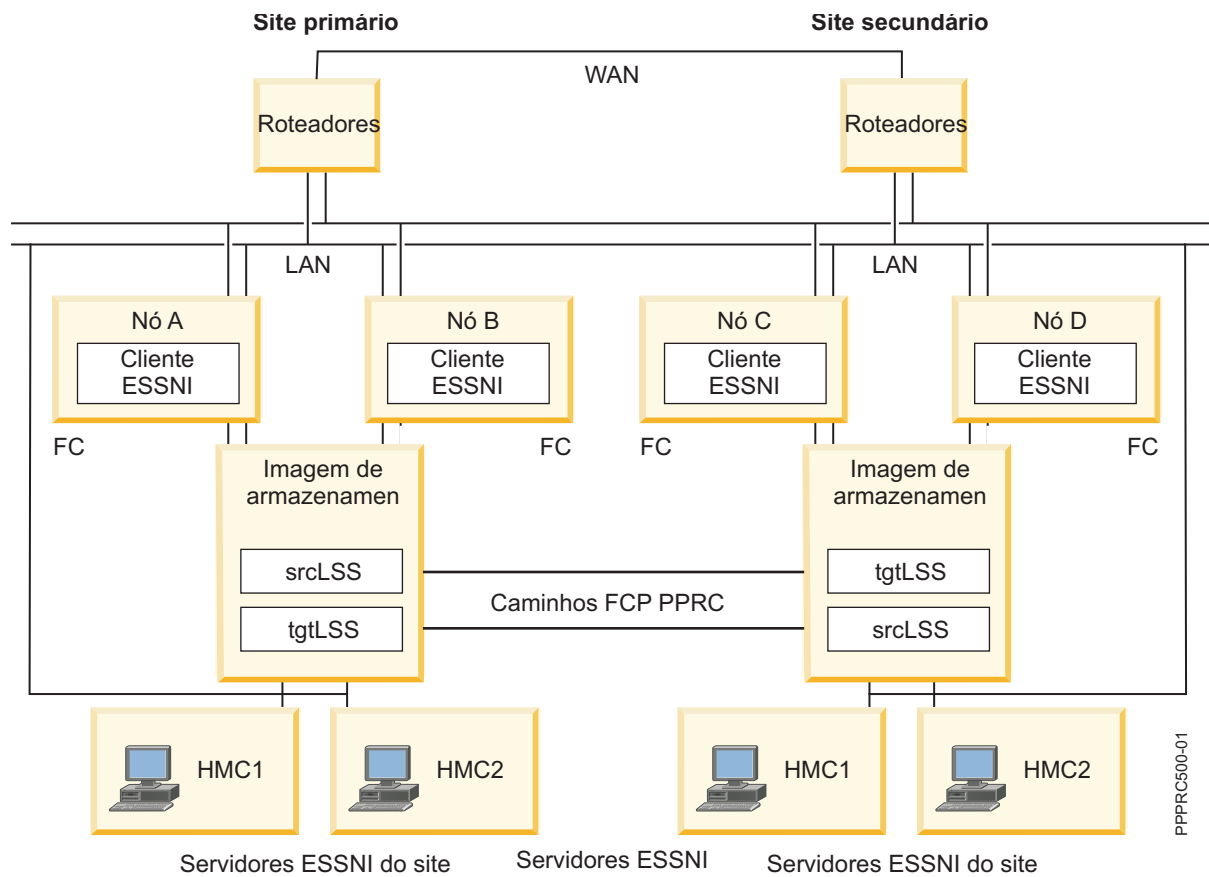 Site primário
Site secundário
WAN
Roteadores
Roteadores
LAN
LAN
Nó A
Cliente
ESSNI
Nó B
Cliente
ESSNI
Nó C
Cliente
ESSNI
Nó D
Cliente
ESSNI
FC
FC
FC
FC
Imagem de
armazenamen
Imagem de
armazenamen
srcLSS
tgtLSS
Caminhos FCP PPRC
tgtLSS
srcLSS
HMC1
HMC2
HMC1
HMC2
PPPRC500-01
Servidores ESSNI do site
Servidores ESSNI
Servidores ESSNI do site